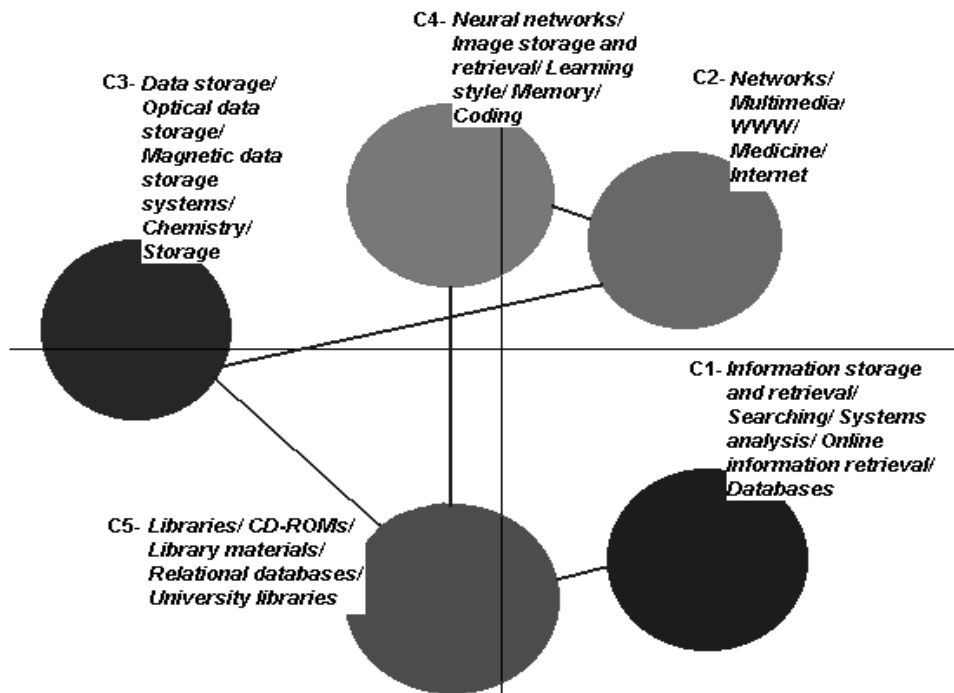 C4- Neural networks/
Image storage and
retrieval/ Learning
style/ Memory/
Coding
C3- Data storage/
Optical data
storage/
Magnetic data
storage
systems/
Chemistry/
Storage
C2- Networks/
Multimedia/
WWW/
Medicine/
Internet
C1- Information storage
and retrieval/
Searching/ Systems
analysis/ Online
information retrieval/
Databases
C5- Libraries/ CD-ROMs/
Library materials/
Relational databases/
University libraries